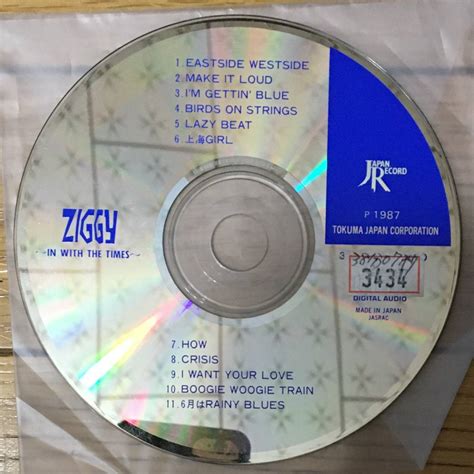 1. EASTSIDE WESTSIDE
2. MAKE IT LOUD
3. I'M GETTIN' BLUE
4. BIRDS ON STRINGS
5. LAZY BEAT
6. 上海GIRL
JAPAN RECORD
P 1987
TOKUMA JAPAN CORPORATION
ZIGGY
~IN WITH THE TIMES~
3434
DIGITAL AUDIO
MADE IN JAPAN
JASRAC
7. HOW
8. CRISIS
9. I WANT YOUR LOVE
10. BOOGIE WOOGIE TRAIN
11. 6月はRAINY BLUES